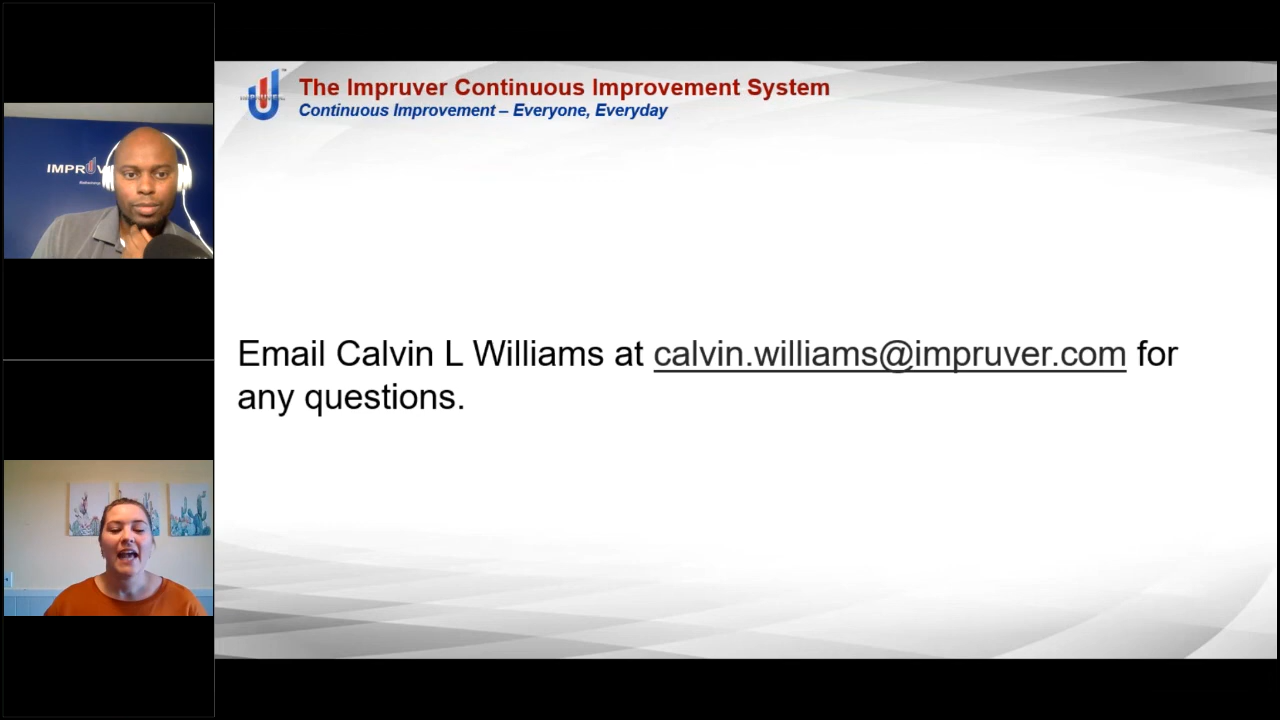 The Impruver Continuous Improvement System
Continuous Improvement – Everyone, Everyday
Email Calvin L Williams at calvin.williams@impruver.com for
any questions.
IMPRUV